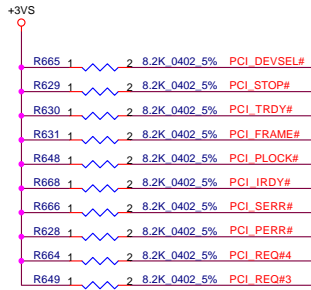 +3VS
R665 1 2 8.2K_0402_5% PCI_DEVSEL#
R629 1 2 8.2K_0402_5% PCI_STOP#
R630 1 2 8.2K_0402_5% PCI_TRDY#
R631 1 2 8.2K_0402_5% PCI_FRAME#
R648 1 2 8.2K_0402_5% PCI_PLOCK#
R668 1 2 8.2K_0402_5% PCI_IRDY#
R666 1 2 8.2K_0402_5% PCI_SERR#
R628 1 2 8.2K_0402_5% PCI_PERR#
R664 1 2 8.2K_0402_5% PCI_REQ#4
R649 1 2 8.2K_0402_5% PCI_REQ#3